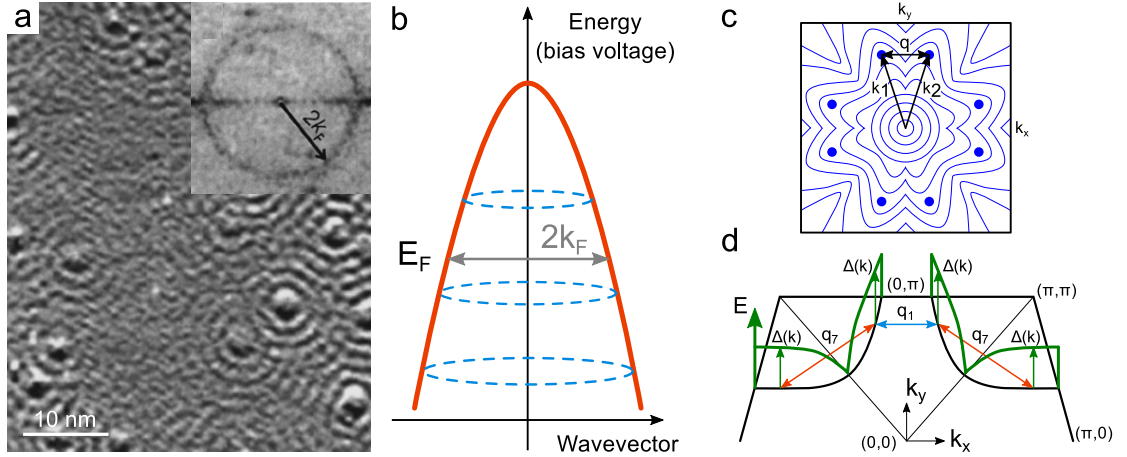 a
2kF
10 nm
b
Energy
(bias voltage)
EF
2kF
Wavevector
c
ky
q
k1
k2
kx
d
E
Δ(k)
Δ(k)
Δ(k)
Δ(k)
(0,π)
(π,π)
q1
q7
q7
ky
kx
(0,0)
(π,0)